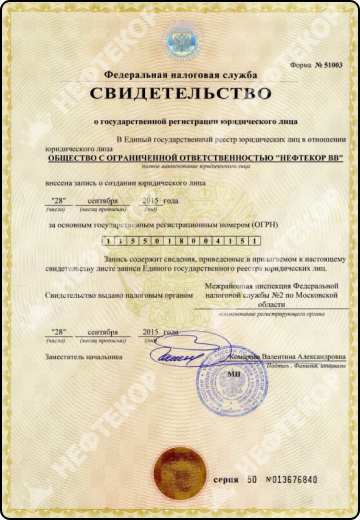 Форма № 51003
Федеральная налоговая служба
СВИДЕТЕЛЬСТВО
о государственной регистрации юридического лица
В Единый государственный реестр юридических лиц в отношении
юридического лица
ОБЩЕСТВО С ОГРАНИЧЕННОЙ ОТВЕТСТВЕННОСТЬЮ "НЕФТЕКОР ВВ"
полное наименование юридического лица
внесена запись о создании юридического лица
"28" сентября 2015 года
(число) (месяц прописью) (год)
за основным государственным регистрационным номером (ОГРН)
1 1 5 5 0 1 8 0 0 4 1 5 1
Запись содержит сведения, приведенные в прилагаемом к настоящему
свидетельству листе записи Единого государственного реестра юридических лиц.
Свидетельство выдано налоговым органом
Межрайонная инспекция Федеральной
налоговой службы №2 по Московской
области
наименование регистрирующего органа
"28" сентября 2015 года
(число) (месяц прописью) (год)
Заместитель начальника
Валентина Александровна
Подпись, Фамилия, инициалы
МП
серия 50 №013676840
НЕФТЕКОР